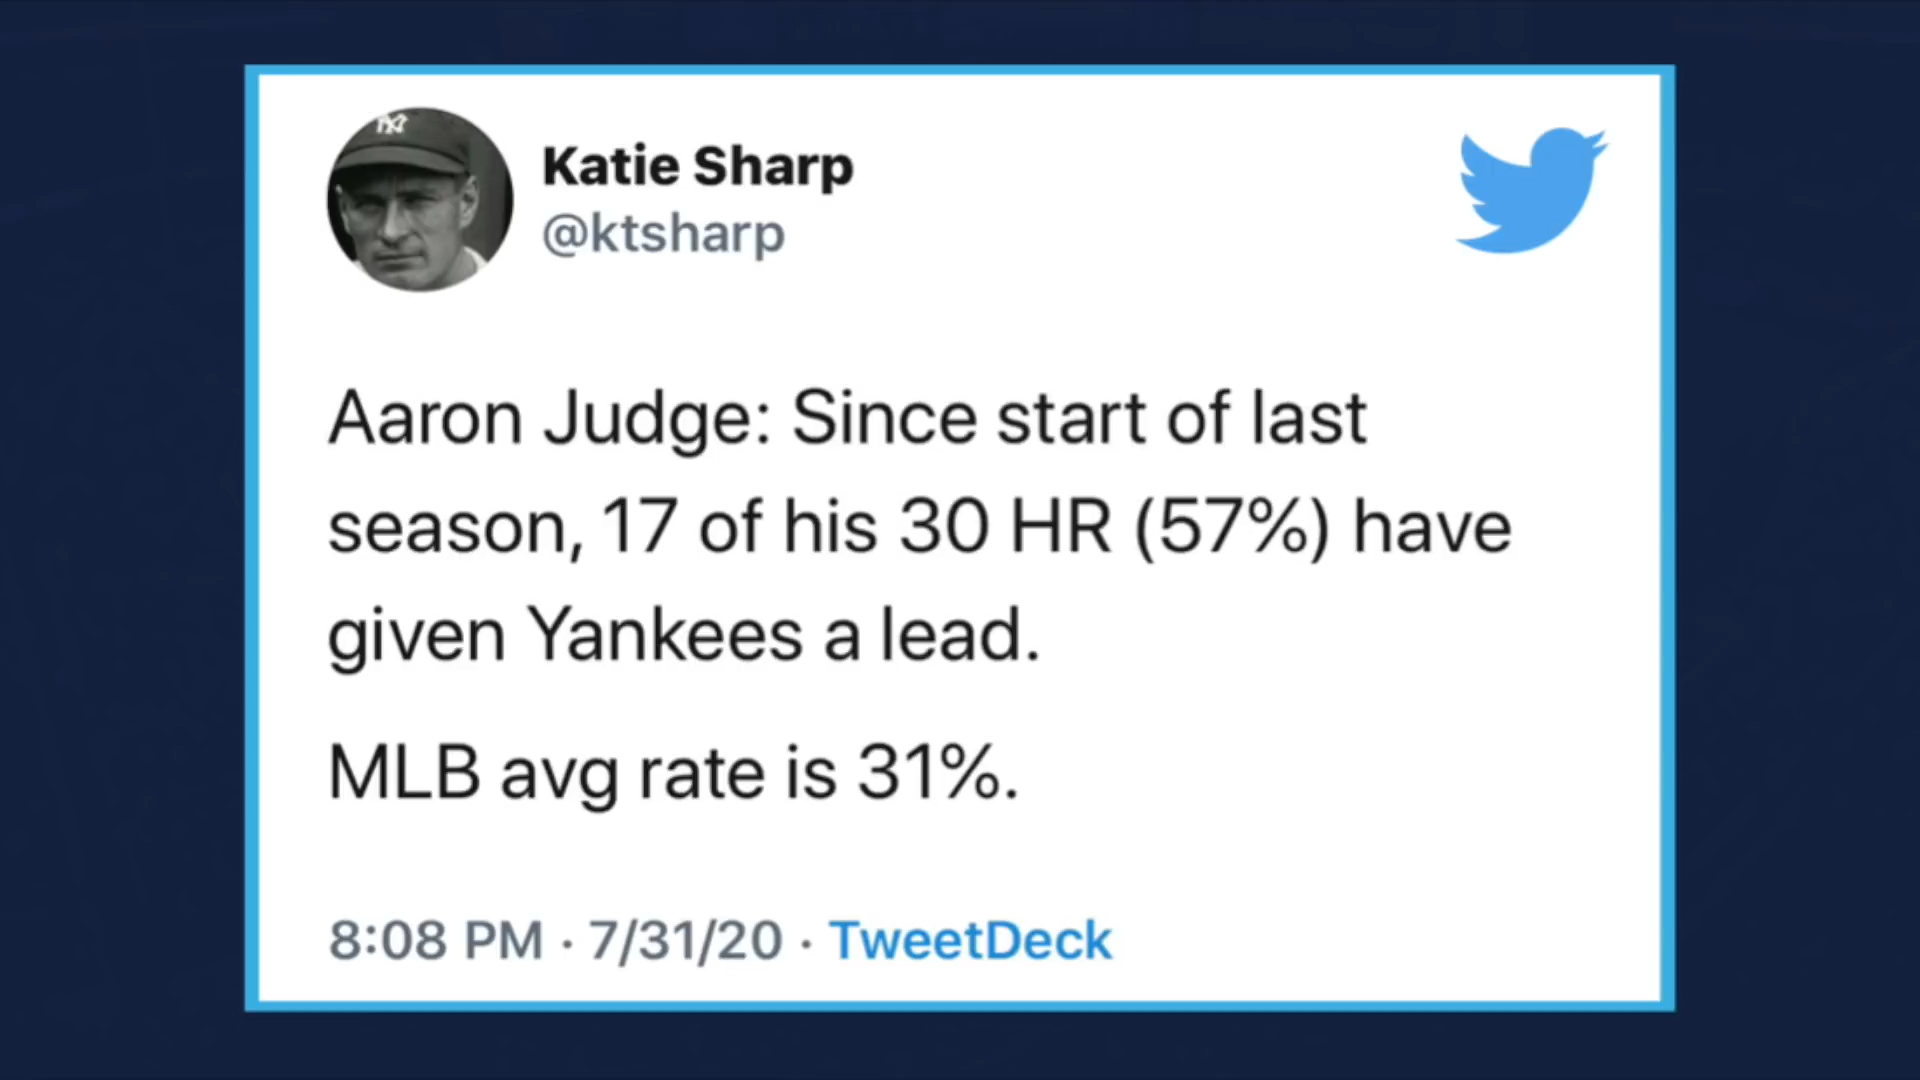 NY
Katie Sharp
@ktsharp
Aaron Judge: Since start of last
season, 17 of his 30 HR (57%) have
given Yankees a lead.
MLB avg rate is 31%.
8:08 PM · 7/31/20 · TweetDeck